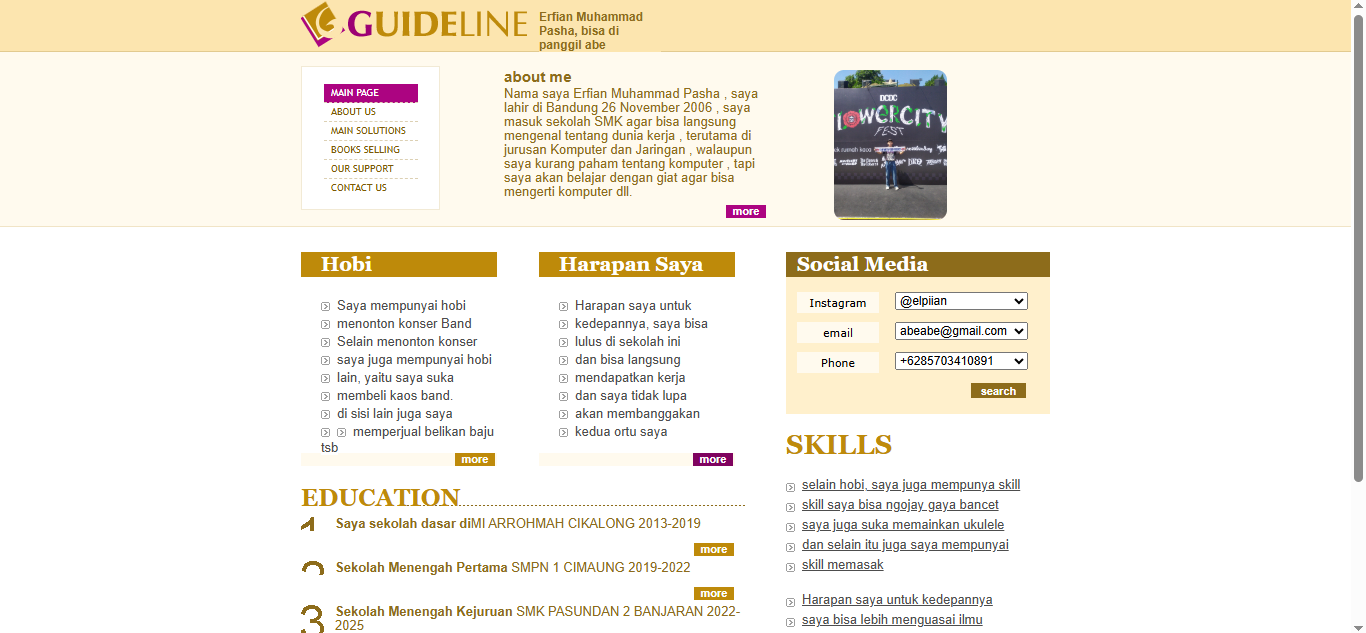 GUIDELINE
Erfian Muhammad
Pasha, bisa di
panggil abe
MAIN PAGE
ABOUT US
MAIN SOLUTIONS
BOOKS SELLING
OUR SUPPORT
CONTACT US
about me
Nama saya Erfian Muhammad Pasha , saya
lahir di Bandung 26 November 2006 , saya
masuk sekolah SMK agar bisa langsung
mengenal tentang dunia kerja , terutama di
jurusan Komputer dan Jaringan , walaupun
saya kurang paham tentang komputer , tapi
saya akan belajar dengan giat agar bisa
mengerti komputer dll.
more
DCDC
LOWERCITY
FEST
Hobi
Saya mempunyai hobi
menonton konser Band
Selain menonton konser
saya juga mempunyai hobi
lain, yaitu saya suka
membeli kaos band.
di sisi lain juga saya
memperjual belikan baju
tsb
more
Harapan Saya
Harapan saya untuk
kedepannya, saya bisa
lulus di sekolah ini
dan bisa langsung
mendapatkan kerja
dan saya tidak lupa
akan membanggakan
kedua ortu saya
more
Social Media
Instagram @elpiian
email abeabe@gmail.com
Phone +6285703410891
search
EDUCATION
1 Saya sekolah dasar diMI ARROHMAH CIKALONG 2013-2019
more
2 Sekolah Menengah Pertama SMPN 1 CIMAUNG 2019-2022
more
3 Sekolah Menengah Kejuruan SMK PASUNDAN 2 BANJARAN 2022-
2025
SKILLS
selain hobi, saya juga mempunya skill
skill saya bisa ngojay gaya bancet
saya juga suka memainkan ukulele
dan selain itu juga saya mempunyai
skill memasak
Harapan saya untuk kedepannya
saya bisa lebih menguasai ilmu